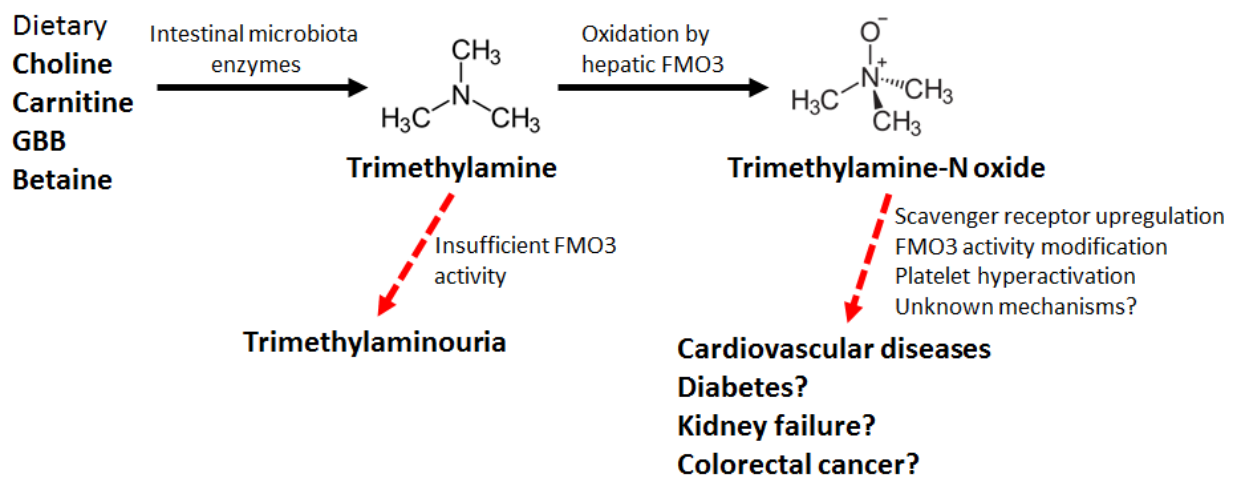 Dietary
Choline
Carnitine
GBB
Betaine
Intestinal microbiota
enzymes
CH3
N
H3C
CH3
Trimethylamine
Oxidation by
hepatic FMO3
O−
N+
H3C
CH3
CH3
Trimethylamine-N oxide
Insufficient FMO3
activity
Trimethylaminouria
Scavenger receptor upregulation
FMO3 activity modification
Platelet hyperactivation
Unknown mechanisms?
Cardiovascular diseases
Diabetes?
Kidney failure?
Colorectal cancer?